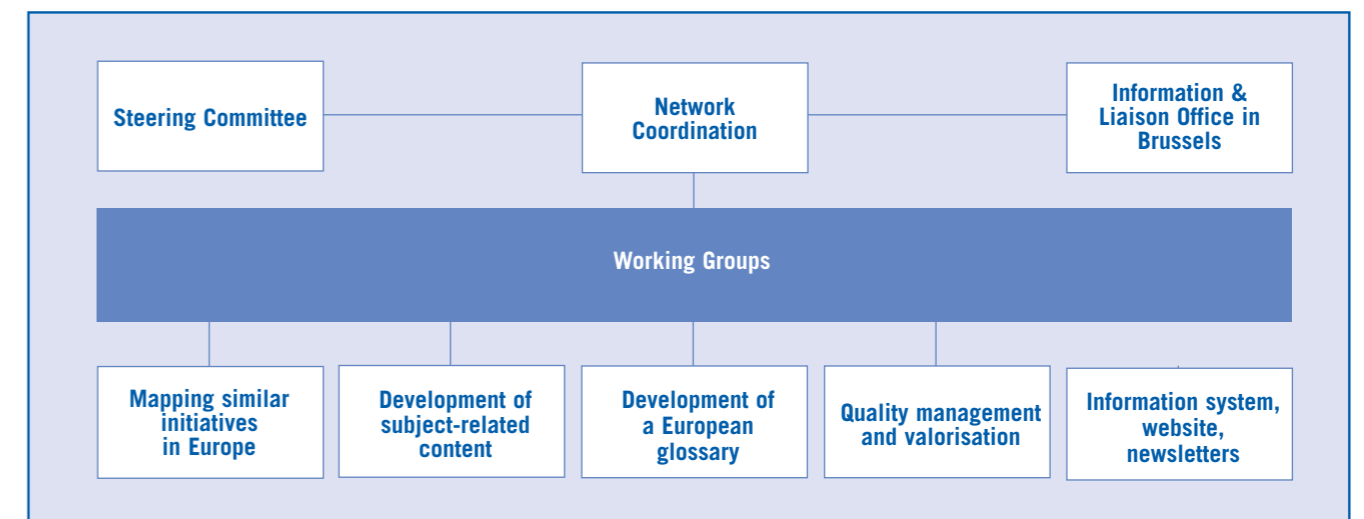 Steering Committee
Network
Coordination
Information &
Liaison Office in
Brussels
Working Groups
Mapping similar
initiatives
in Europe
Development of
subject-related
content
Development of
a European
glossary
Quality management
and valorisation
Information system,
website,
newsletters